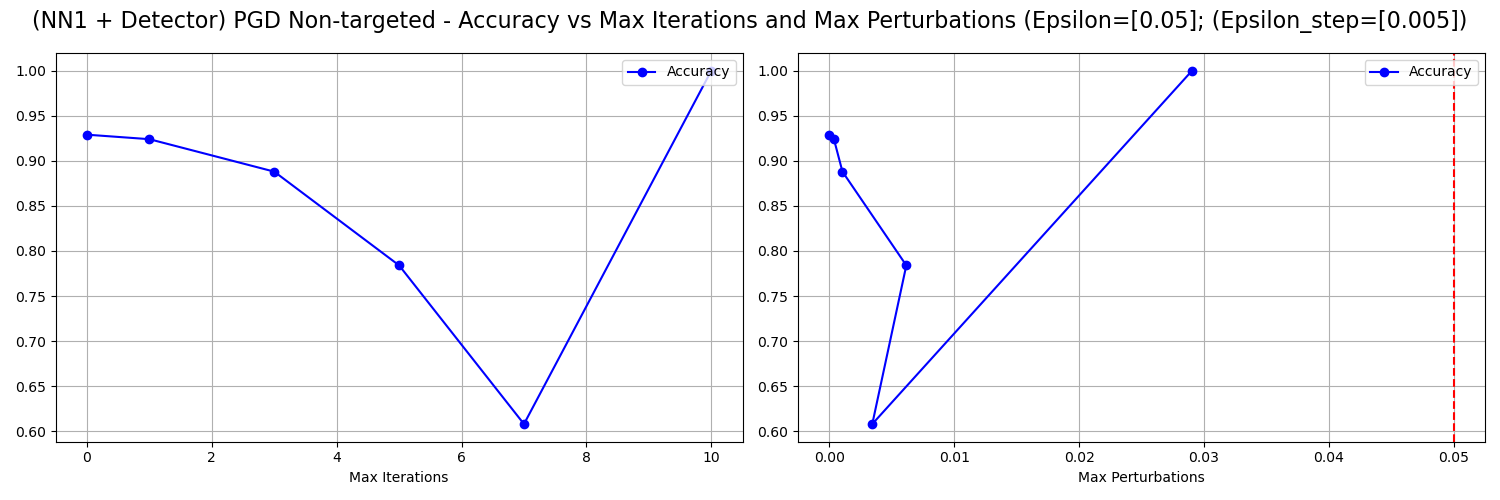 (NN1 + Detector) PGD Non-targeted - Accuracy vs Max Iterations and Max Perturbations (Epsilon=[0.05]; (Epsilon_step=[0.005])
Accuracy
1.00
0.95
0.90
0.85
0.80
0.75
0.70
0.65
0.60
0 2 4 6 8 10
Max Iterations
Accuracy
1.00
0.95
0.90
0.85
0.80
0.75
0.70
0.65
0.60
0.00 0.01 0.02 0.03 0.04 0.05
Max Perturbations